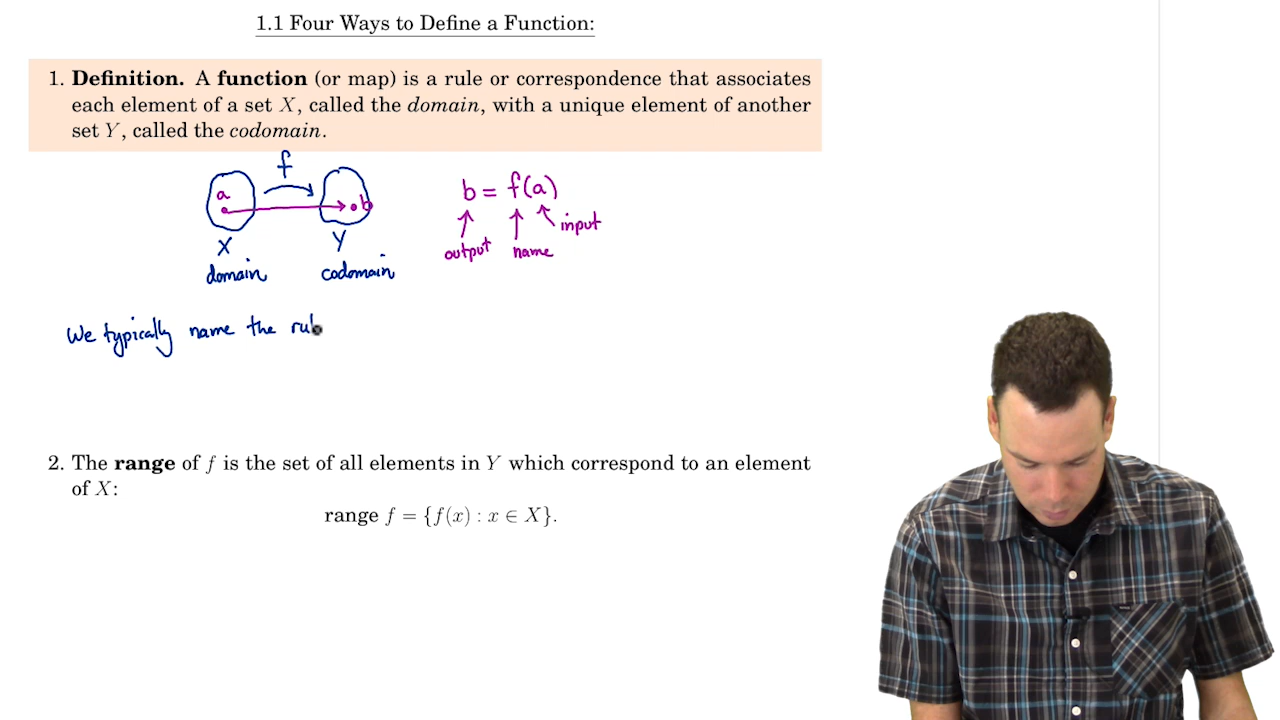 1.1 Four Ways to Define a Function:
1. Definition. A function (or map) is a rule or correspondence that associates
each element of a set X, called the domain, with a unique element of another
set Y, called the codomain.
f
a
b
X
Y
domain
codomain
b = f(a)
input
output
name
We typically name the rul
2. The range of f is the set of all elements in Y which correspond to an element
of X:
range f = {f(x) : x ∈ X}.